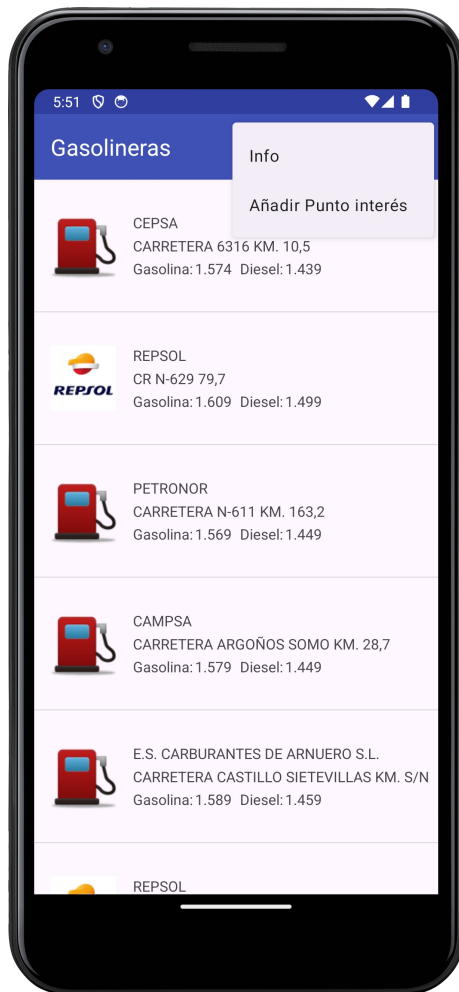 5:51
Gasolineras
Info
Añadir Punto interés
CEPSA
CARRETERA 6316 KM. 10,5
Gasolina: 1.574 Diesel: 1.439
REPSOL
REPSOL
CR N-629 79,7
Gasolina: 1.609 Diesel: 1.499
PETRONOR
CARRETERA N-611 KM. 163,2
Gasolina: 1.569 Diesel: 1.449
CAMPSA
CARRETERA ARGOÑOS SOMO KM. 28,7
Gasolina: 1.579 Diesel: 1.449
E.S. CARBURANTES DE ARNUERO S.L.
CARRETERA CASTILLO SIETEVILLAS KM. S/N
Gasolina: 1.589 Diesel: 1.459
REPSOL